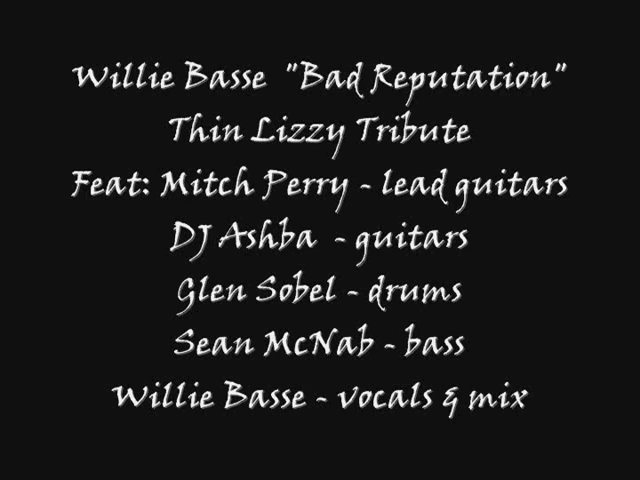 Willie Basse "Bad Reputation"
Thin Lizzy Tribute
Feat: Mitch Perry - lead guitars
DJ Ashba - guitars
Glen Sobel - drums
Sean McNab - bass
Willie Basse - vocals & mix